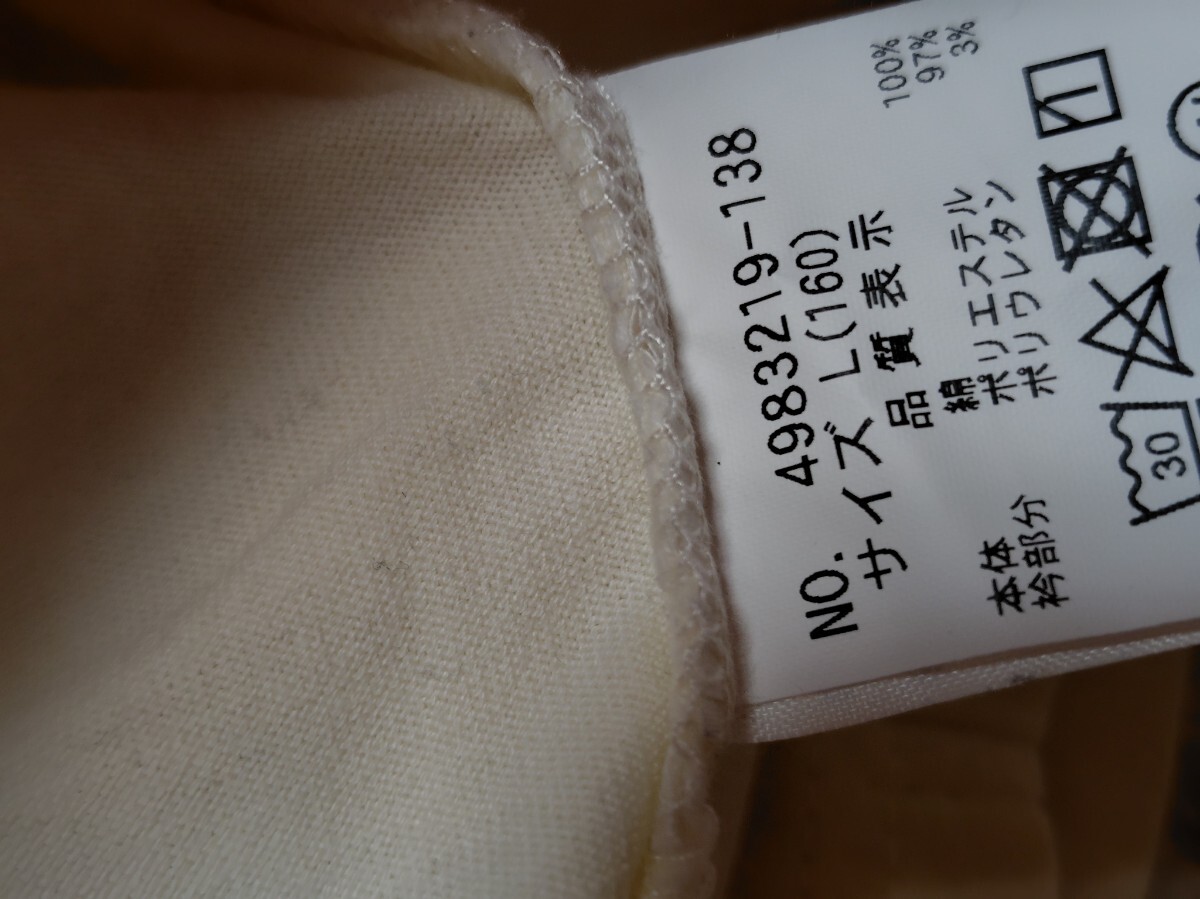 NO. 4983219-138
サイズ L(160)
品質表示
本体 綿 100%
衿部分 ポリエステル 97%
ポリウレタン 3%
30